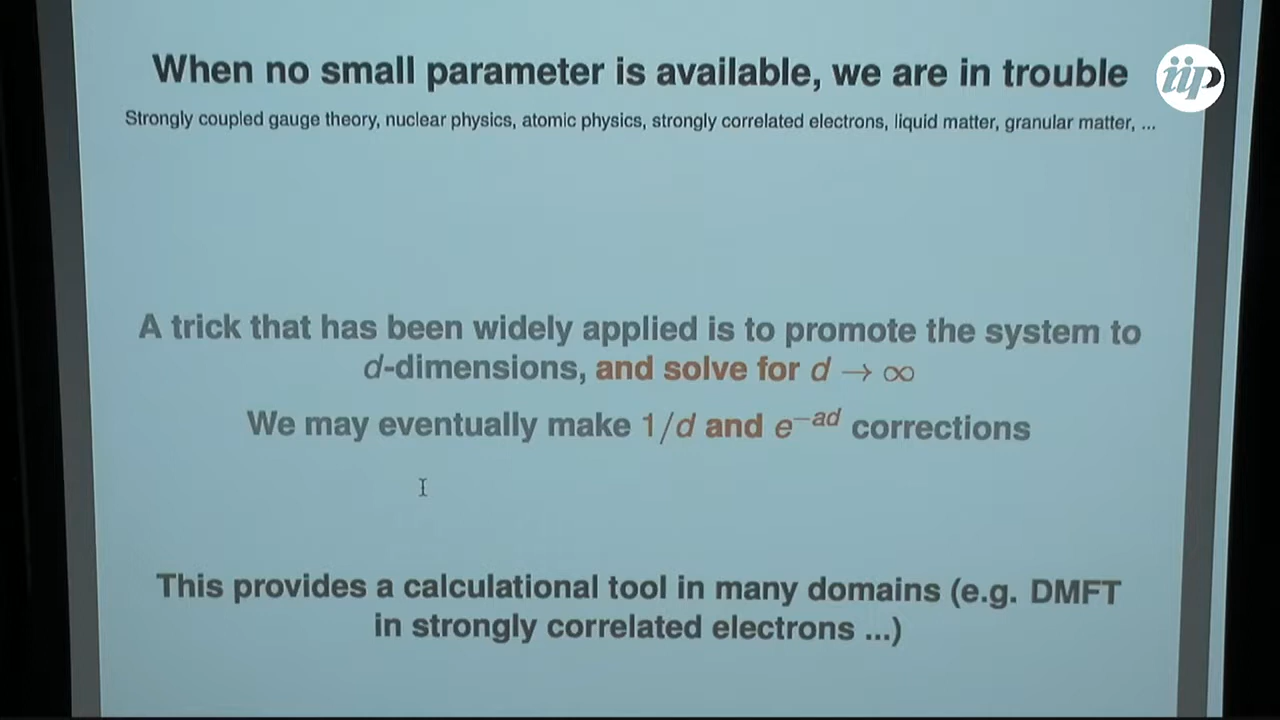 When no small parameter is available, we are in trouble
iip
Strongly coupled gauge theory, nuclear physics, atomic physics, strongly correlated electrons, liquid matter, granular matter, ...
A trick that has been widely applied is to promote the system to
d-dimensions, and solve for d → ∞
We may eventually make 1/d and e^{-ad} corrections
This provides a calculational tool in many domains (e.g. DMFT
in strongly correlated electrons ...)